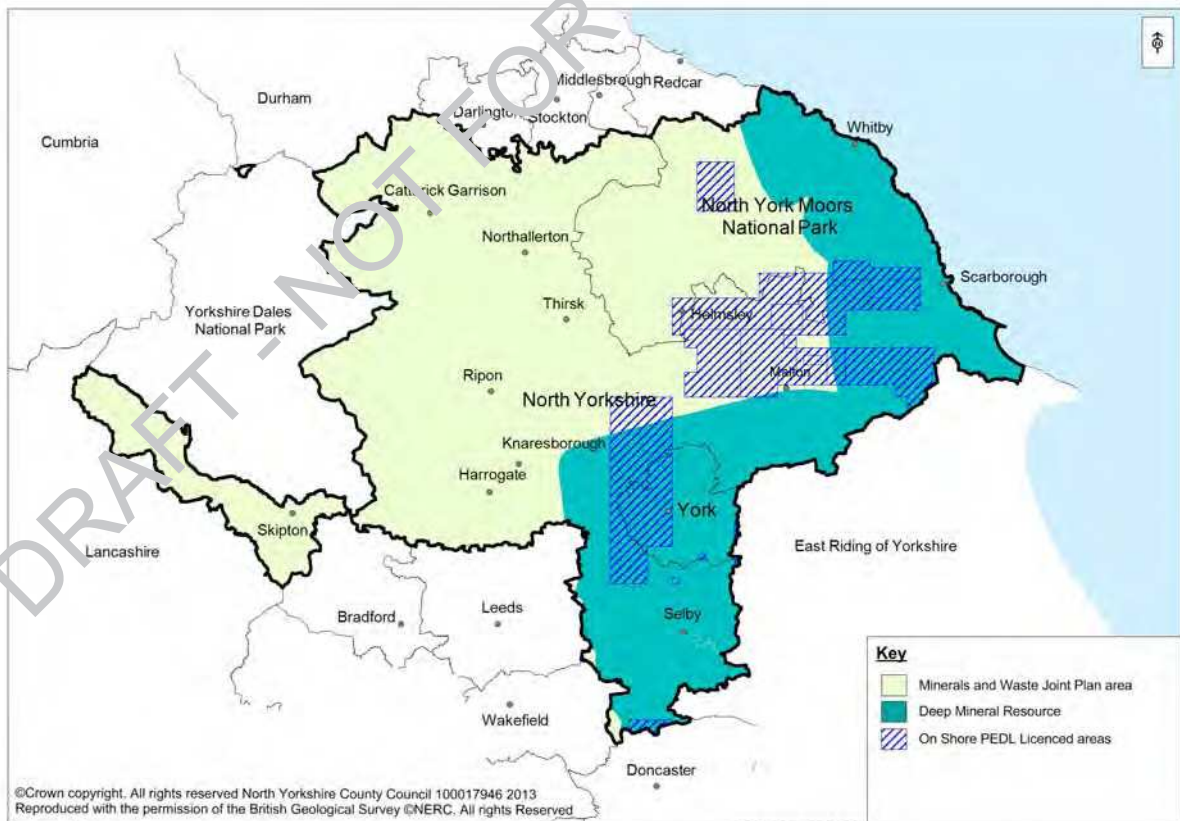 DRAFT - NOT FOR
Middlesbrough
Redcar
Durham
Darlington
Stockton
Cumbria
Whitby
Catterick Garrison
North York Moors
National Park
Northallerton
Scarborough
Thirsk
Helmsley
Yorkshire Dales
National Park
Ripon
Malton
North Yorkshire
Knaresborough
Harrogate
York
Skipton
East Riding of Yorkshire
Lancashire
Bradford
Leeds
Selby
Wakefield
Doncaster
Key
Minerals and Waste Joint Plan area
Deep Mineral Resource
On Shore PEDL Licenced areas
©Crown copyright. All rights reserved North Yorkshire County Council 100017946 2013
Reproduced with the permission of the British Geological Survey ©NERC. All rights Reserved